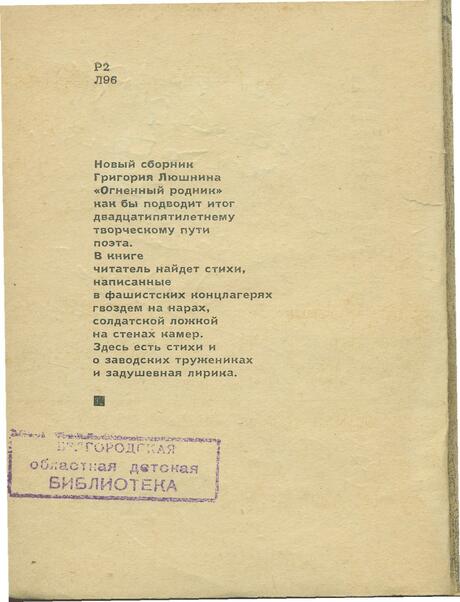 Р2
Л96
Новый сборник
Григория Люшнина
«Огненный родник»
как бы подводит итог
двадцатипятилетнему
творческому пути
поэта.
В книге
читатель найдет стихи,
написанные
в фашистских концлагерях
гвоздем на нарах,
солдатской ложкой
на стенах камер.
Здесь есть стихи и
о заводских тружениках
и задушевная лирика.
БЕЛГОРОДСКАЯ
областная детская
БИБЛИОТЕКА